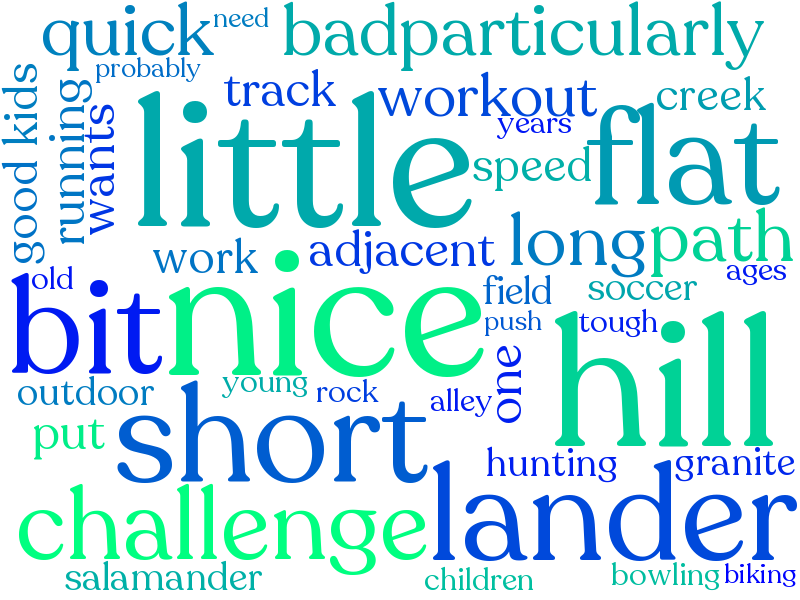 quick need badparticularly
probably
good kids running wants track workout years creek
little speed flat
work adjacent long path
old bit nice field soccer ages
push tough
outdoor young rock alley one hill
put short hunting granite
challenge lander
salamander children bowling biking